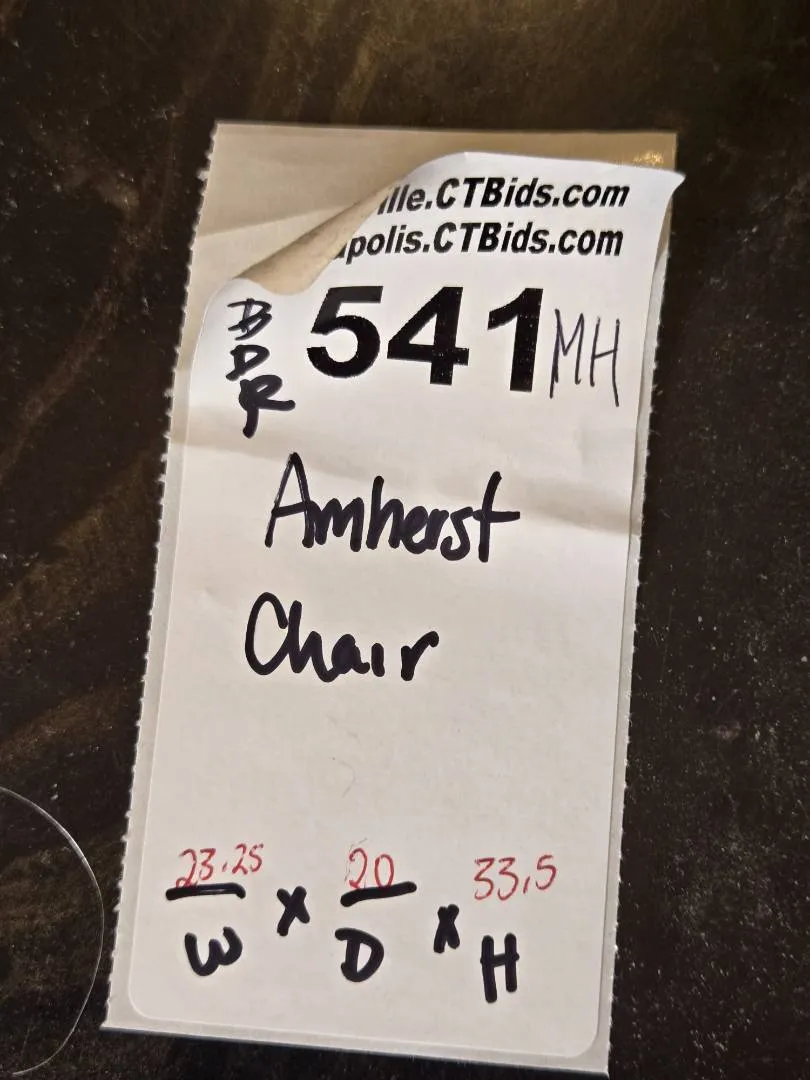 lle.CTBids.com
polis.CTBids.com
BDR
541 MH
Amherst
Chair
23.25 20 33.5
W x D x H